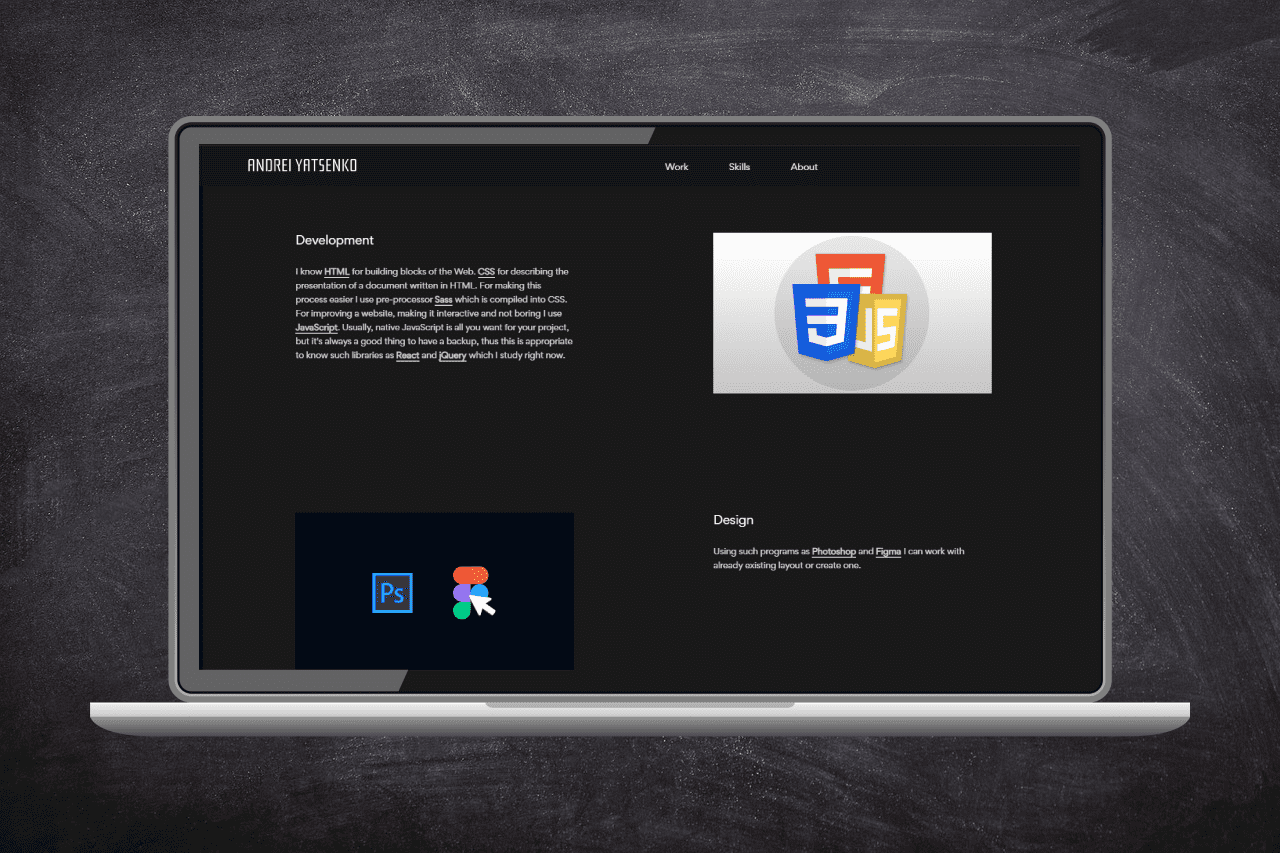 ANDREI YATSENKO
Work
Skills
About
Development
I know HTML for building blocks of the Web. CSS for describing the
presentation of a document written in HTML. For making this
process easier I use pre-processor Sass which is compiled into CSS.
For improving a website, making it interactive and not boring I use
JavaScript. Usually, native JavaScript is all you want for your project,
but it's always a good thing to have a backup, thus this is appropriate
to know such libraries as React and jQuery which I study right now.
JS
Ps
Design
Using such programs as Photoshop and Figma I can work with
already existing layout or create one.